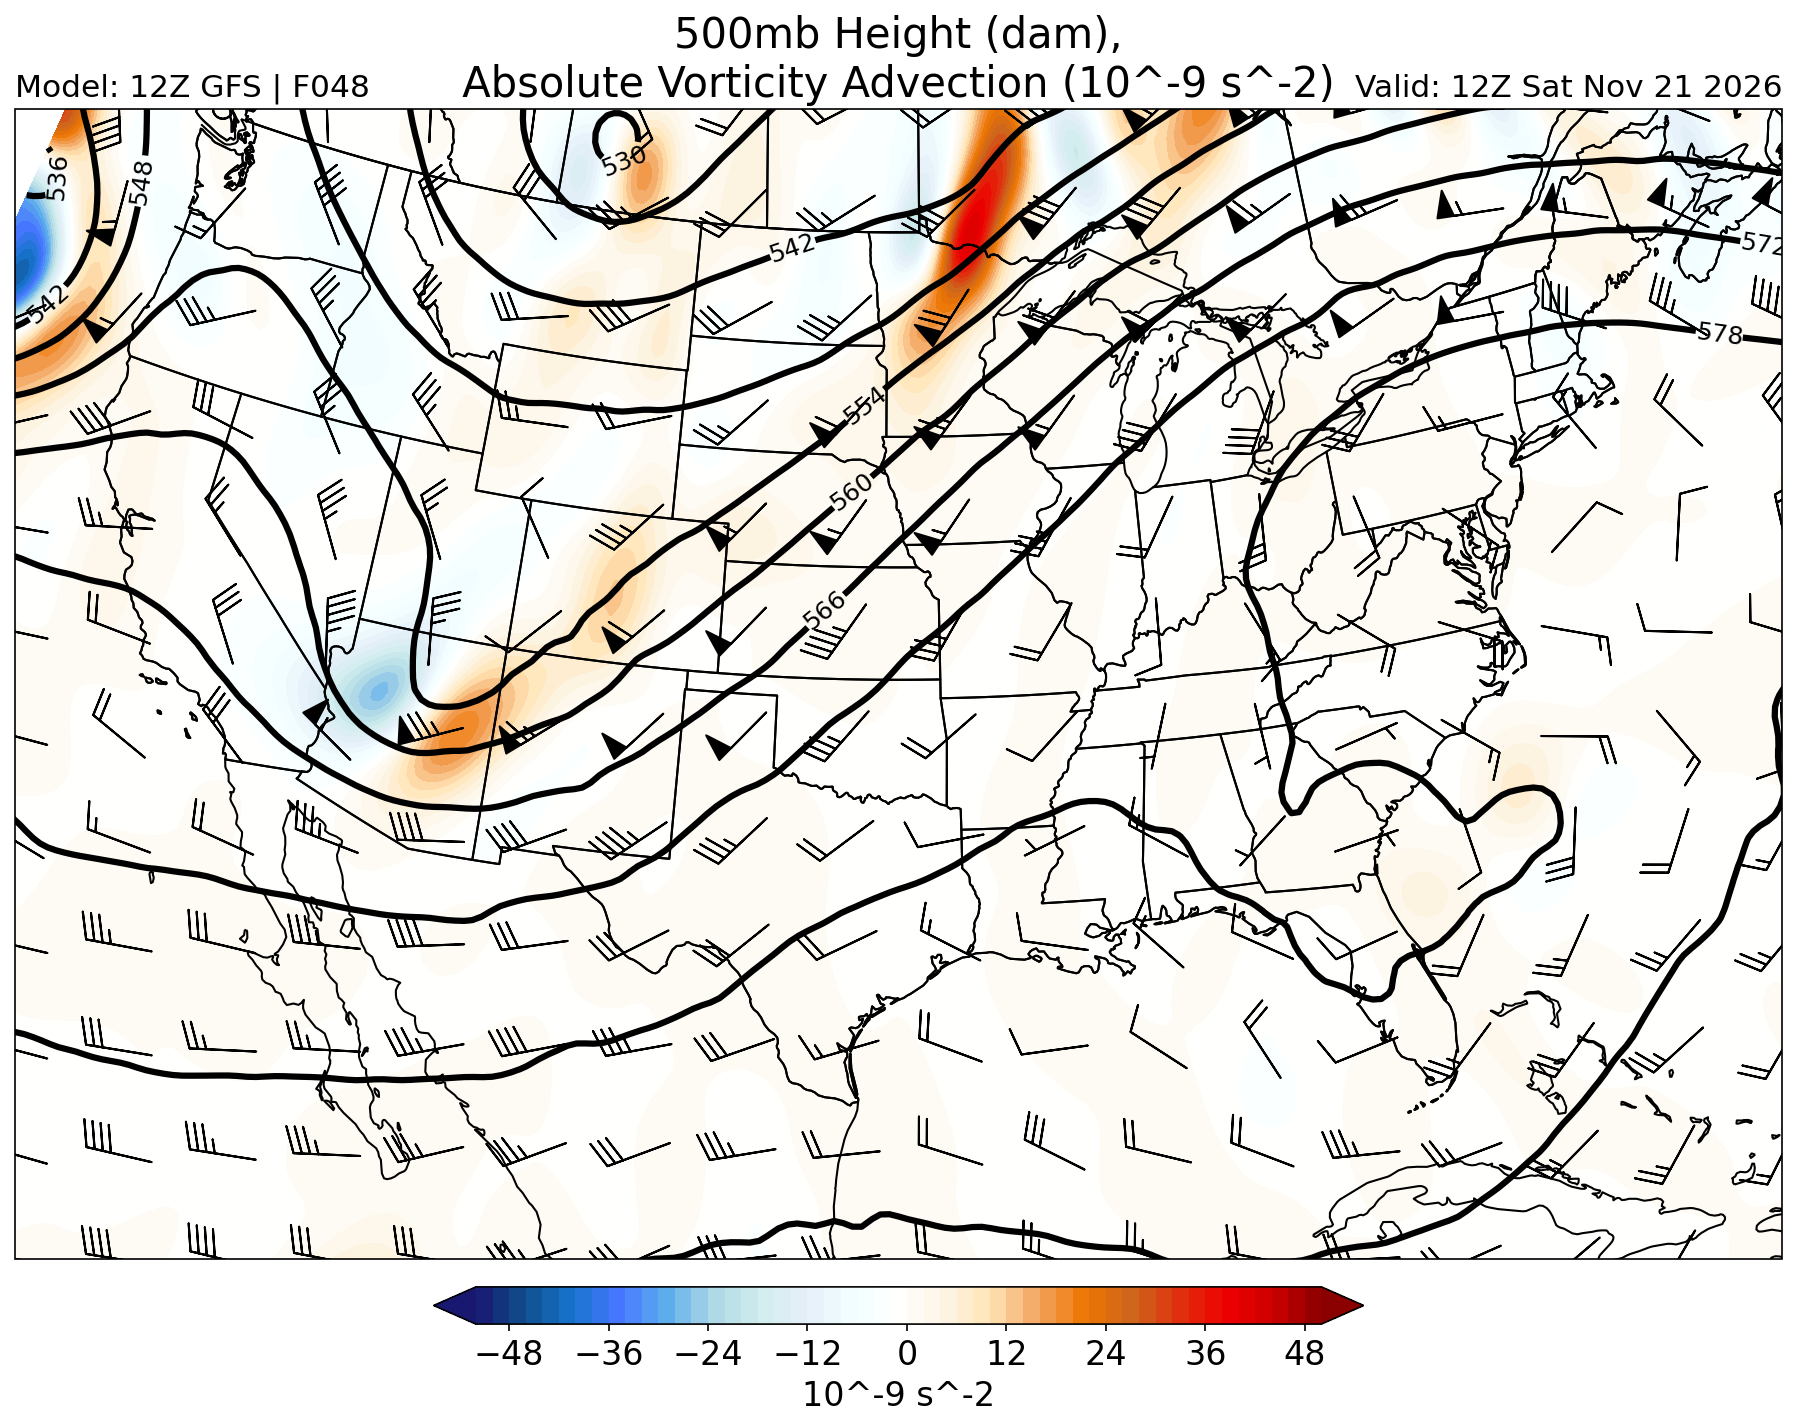 500mb Height (dam),
Model: 12Z GFS | F048
Absolute Vorticity Advection (10^-9 s^-2)
Valid: 12Z Sat Nov 21 2026
530
536
548
542
572
542
578
554
560
566
−48 −36 −24 −12 0 12 24 36 48
10^-9 s^-2